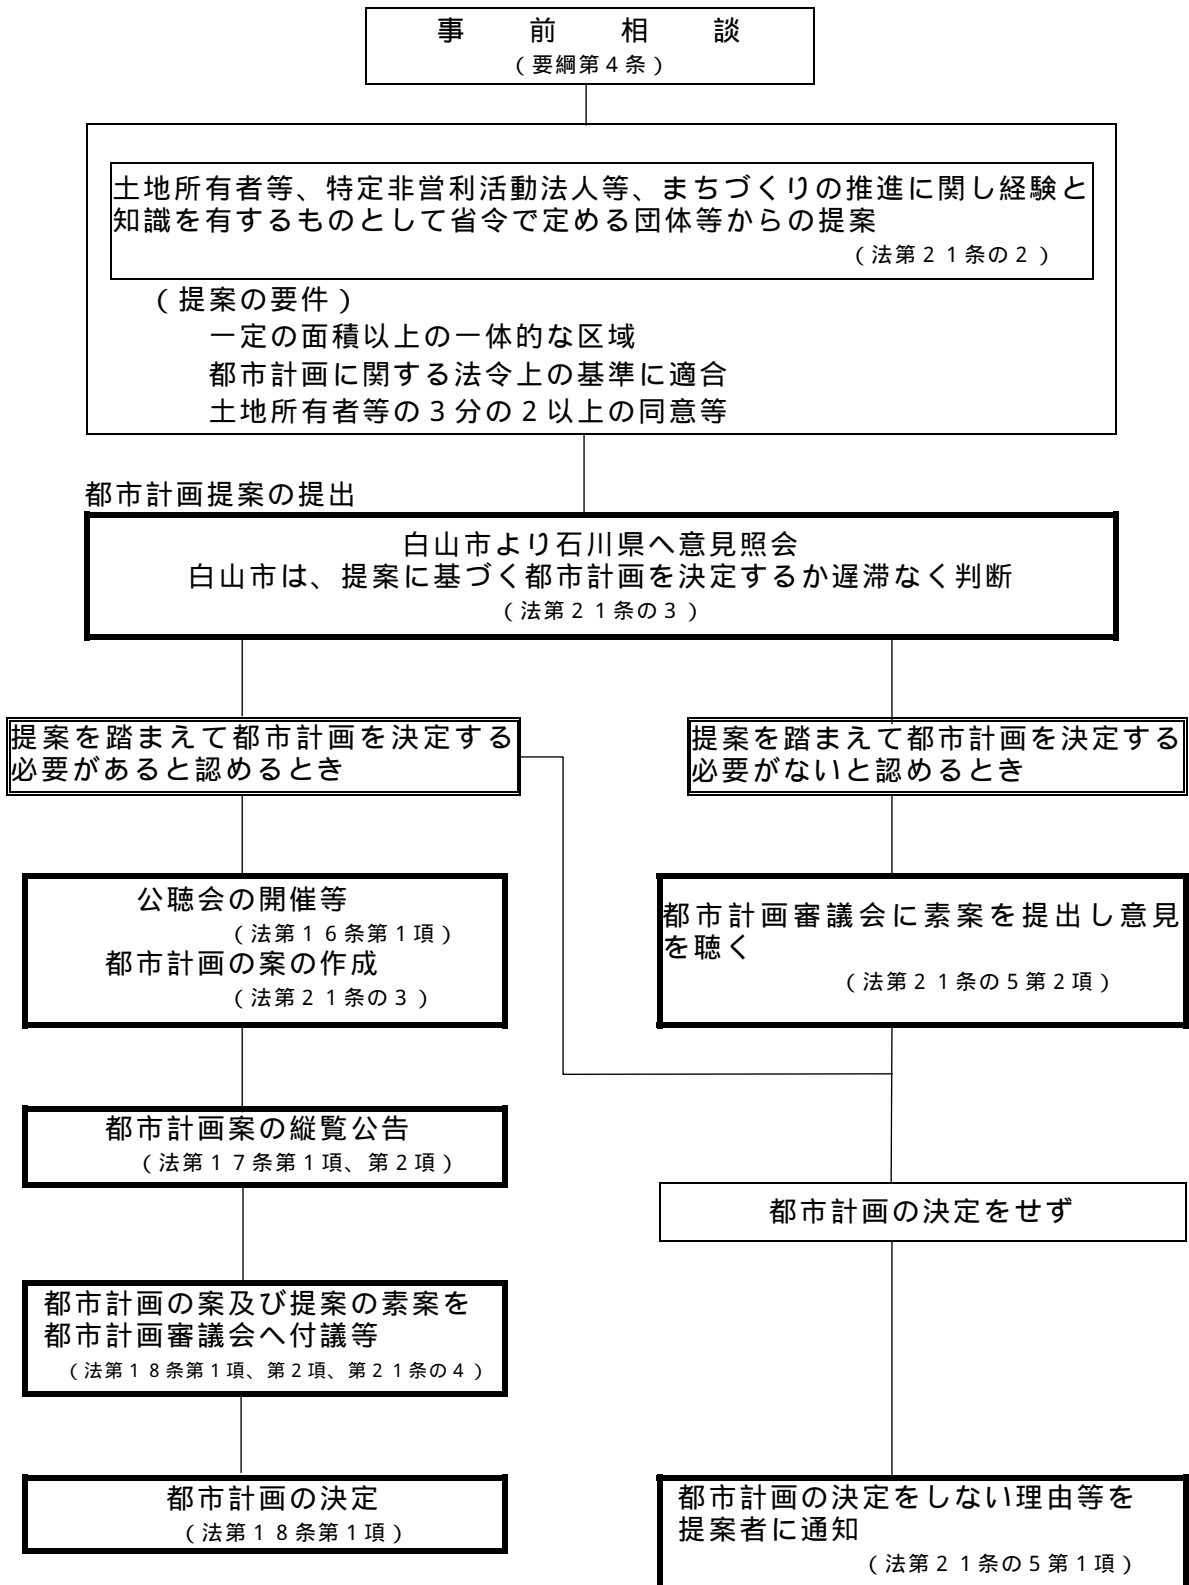 事前相談
(要綱第4条)
土地所有者等、特定非営利活動法人等、まちづくりの推進に関し経験と
知識を有するものとして省令で定める団体等からの提案
(法第21条の2)
(提案の要件)
一定の面積以上の一体的な区域
都市計画に関する法令上の基準に適合
土地所有者等の3分の2以上の同意等
都市計画提案の提出
白山市より石川県へ意見照会
白山市は、提案に基づく都市計画を決定するか遅滞なく判断
(法第21条の3)
提案を踏まえて都市計画を決定する
必要があると認めるとき
提案を踏まえて都市計画を決定する
必要がないと認めるとき
公聴会の開催等
(法第16条第1項)
都市計画の案の作成
(法第21条の3)
都市計画審議会に素案を提出し意見
を聴く
(法第21条の5第2項)
都市計画案の縦覧公告
(法第17条第1項、第2項)
都市計画の決定をせず
都市計画の案及び提案の素案を
都市計画審議会へ付議等
(法第18条第1項、第2項、第21条の4)
都市計画の決定
(法第18条第1項)
都市計画の決定をしない理由等を
提案者に通知
(法第21条の5第1項)